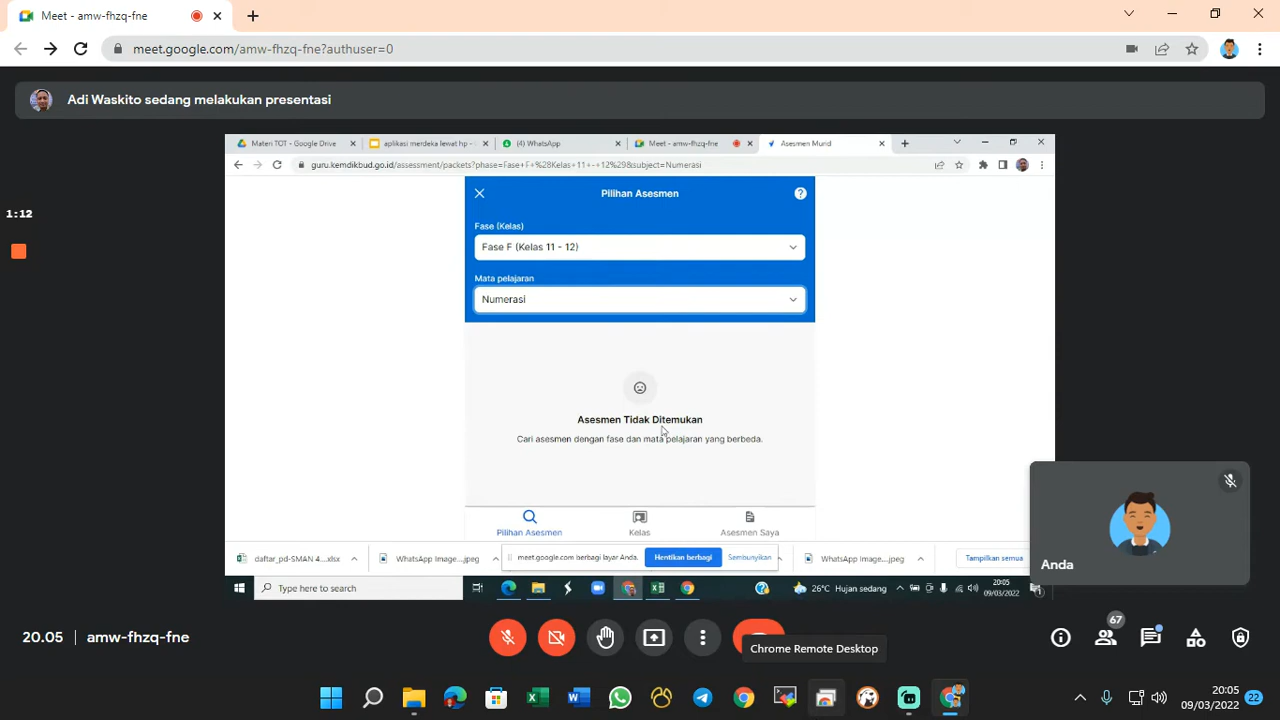 Meet - amw-fhzq-fne
meet.google.com/amw-fhzq-fne?authuser=0
Adi Waskito sedang melakukan presentasi
Materi TOT - Google Drive
aplikasi merdeka lewat hp -
(4) WhatsApp
Meet - amw-fhzq-fne
Asesmen Murid
guru.kemdikbud.go.id/assessment/packets?phase=Fase+F+%28Kelas+11+-+12%29&subject=Numerasi
1:12
Pilihan Asesmen
Fase (Kelas)
Fase F (Kelas 11 - 12)
Mata pelajaran
Numerasi
Asesmen Tidak Ditemukan
Cari asesmen dengan fase dan mata pelajaran yang berbeda.
Pilihan Asesmen
Kelas
Asesmen Saya
daftar_pd-SMAN 4....xlsx
WhatsApp Image....jpeg
meet.google.com berbagi layar Anda.
Hentikan berbagi
Sembunyikan
WhatsApp Image....jpeg
Tampilkan semua
Type here to search
26°C Hujan sedang
20:05
09/03/2022
Anda
20.05
amw-fhzq-fne
67
Chrome Remote Desktop
20:05
09/03/2022
22